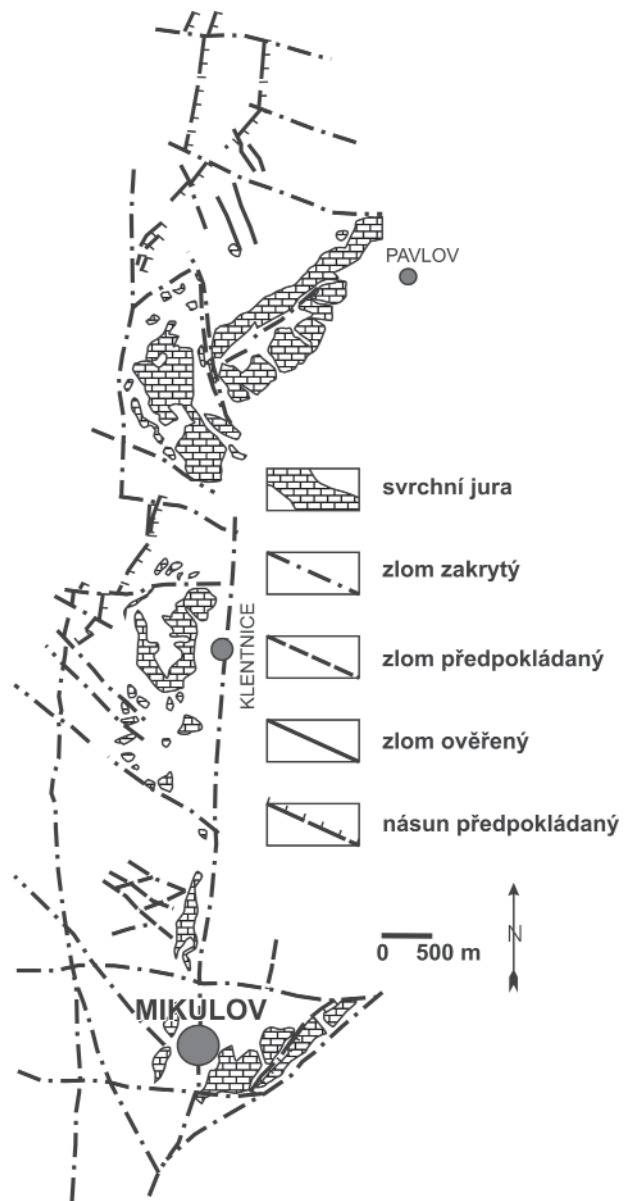 PAVLOV
svrchní jura
zlom zakrytý
KLENTNICE
zlom předpokládaný
zlom ověřený
násun předpokládaný
N
0 500 m
MIKULOV